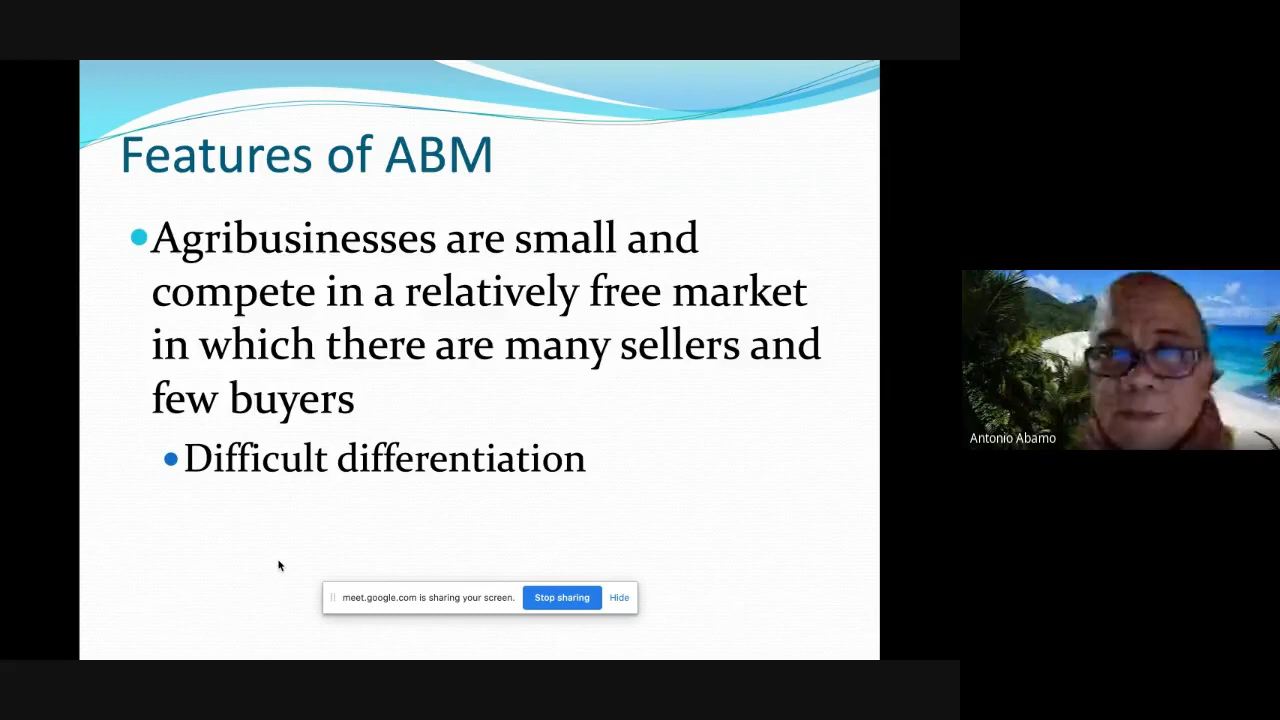 Features of ABM
Agribusinesses are small and
compete in a relatively free market
in which there are many sellers and
few buyers
Difficult differentiation
meet.google.com is sharing your screen. Stop sharing Hide
Antonio Abamo